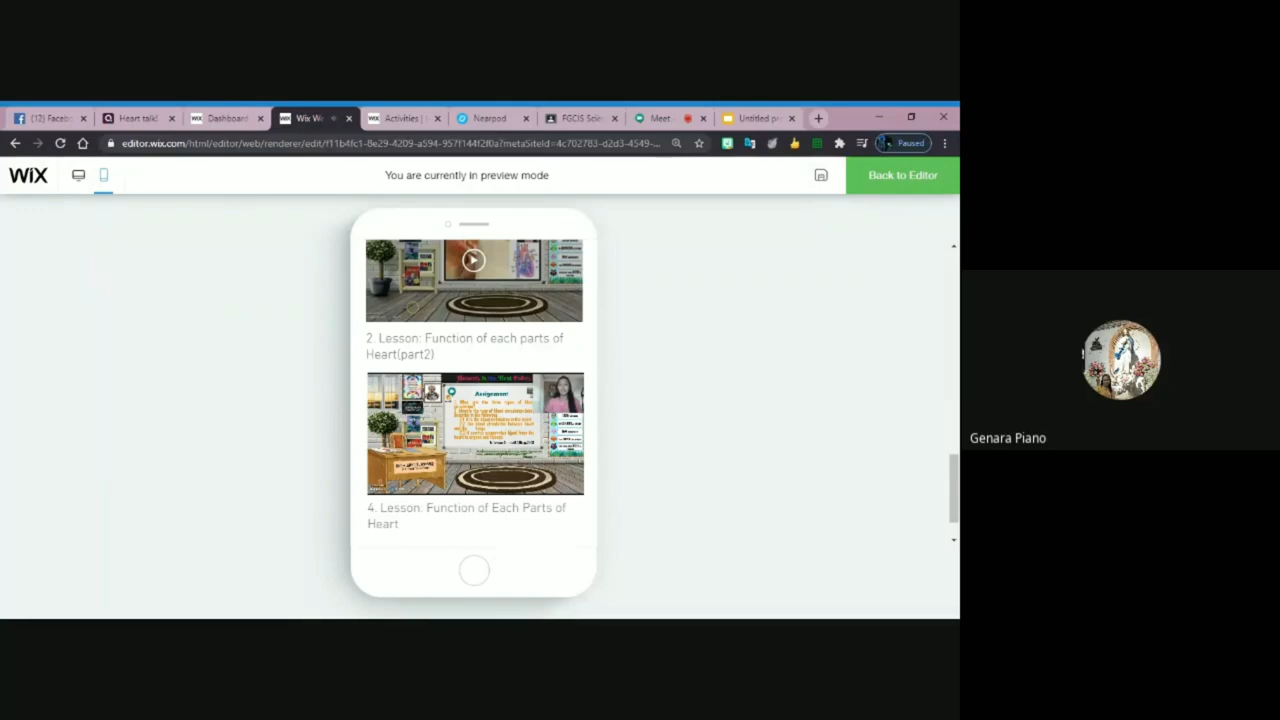 (12) Faceb
Heart talk!
Dashboard
Wix We
Activities |
Nearpod
FGCIS Scie
Meet -
Untitled pr
editor.wix.com/html/editor/web/renderer/edit/f11b4fc1-8e29-4209-a594-957f144f2f0a?metaSiteId=4c702783-d2d3-4549-...
Paused
WIX
You are currently in preview mode
Back to Editor
2. Lesson: Function of each parts of
Heart(part2)
Assignment
4. Lesson: Function of Each Parts of
Heart
Genara Piano